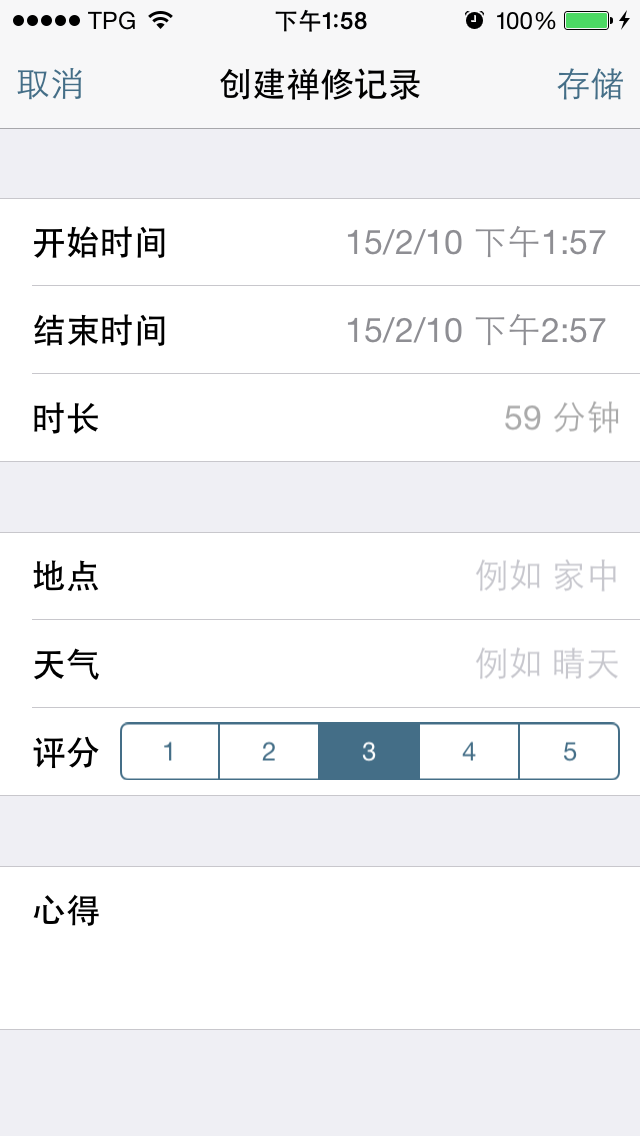 TPG 下午1:58 100%
取消 创建禅修记录 存储
开始时间 15/2/10 下午1:57
结束时间 15/2/10 下午2:57
时长 59 分钟
地点 例如 家中
天气 例如 晴天
评分 1 2 3 4 5
心得